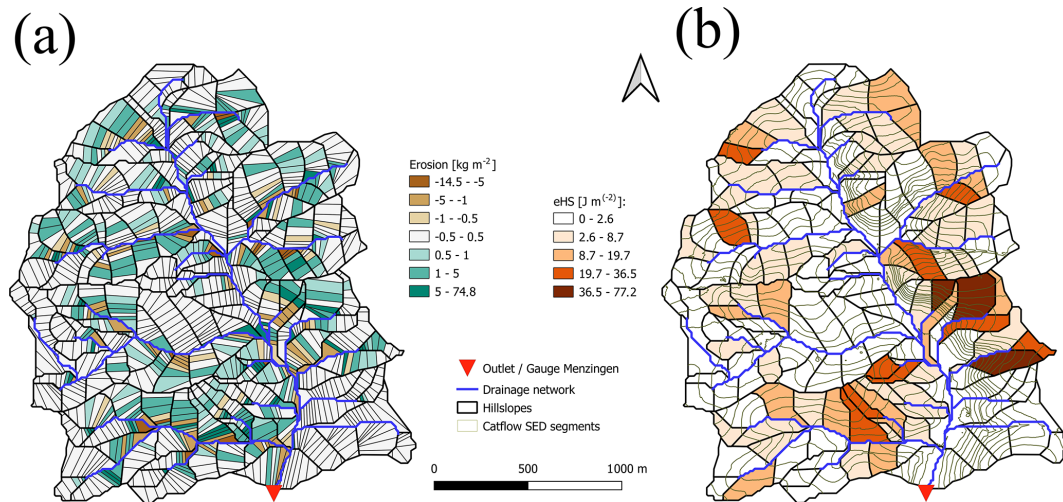 (a)
(b)
Erosion [kg m⁻²]
-14.5 - -5
-5 - -1
-1 - -0.5
-0.5 - 0.5
0.5 - 1
1 - 5
5 - 74.8
eHS [J m⁽⁻²⁾]:
0 - 2.6
2.6 - 8.7
8.7 - 19.7
19.7 - 36.5
36.5 - 77.2
Outlet / Gauge Menzingen
Drainage network
Hillslopes
Catflow SED segments
0 500 1000 m